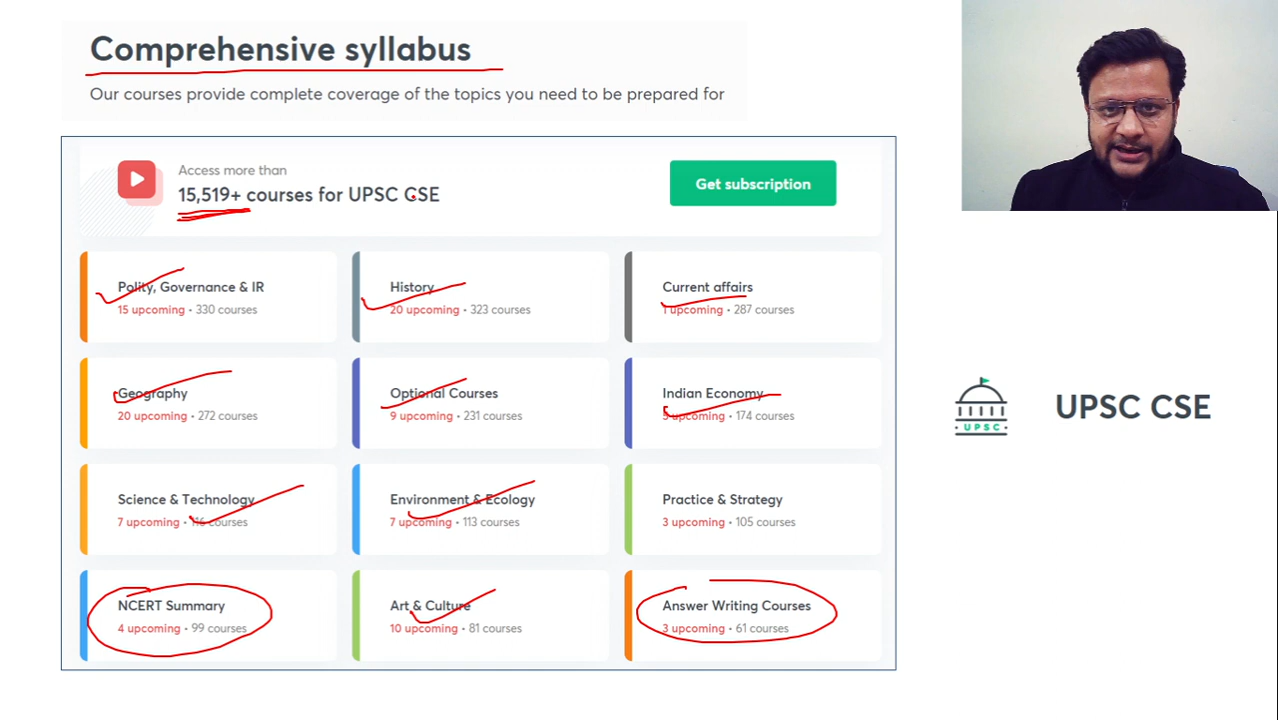 Comprehensive syllabus
Our courses provide complete coverage of the topics you need to be prepared for
Access more than
15,519+ courses for UPSC CSE
Get subscription
Polity, Governance & IR
15 upcoming • 330 courses
History
20 upcoming • 323 courses
Current affairs
1 upcoming • 287 courses
Geography
20 upcoming • 272 courses
Optional Courses
9 upcoming • 231 courses
Indian Economy
5 upcoming • 174 courses
Science & Technology
7 upcoming • 116 courses
Environment & Ecology
7 upcoming • 113 courses
Practice & Strategy
3 upcoming • 105 courses
NCERT Summary
4 upcoming • 99 courses
Art & Culture
10 upcoming • 81 courses
Answer Writing Courses
3 upcoming • 61 courses
UPSC
UPSC CSE